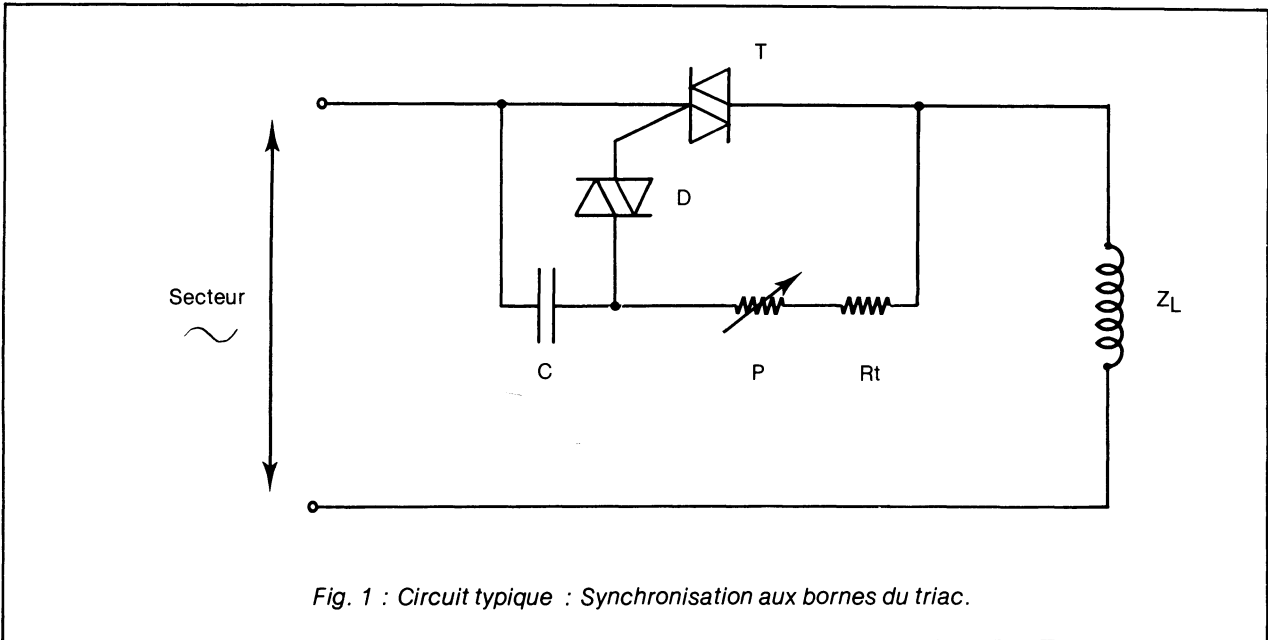 T
D
Secteur
ZL
C
P
Rt
Fig. 1 : Circuit typique : Synchronisation aux bornes du triac.